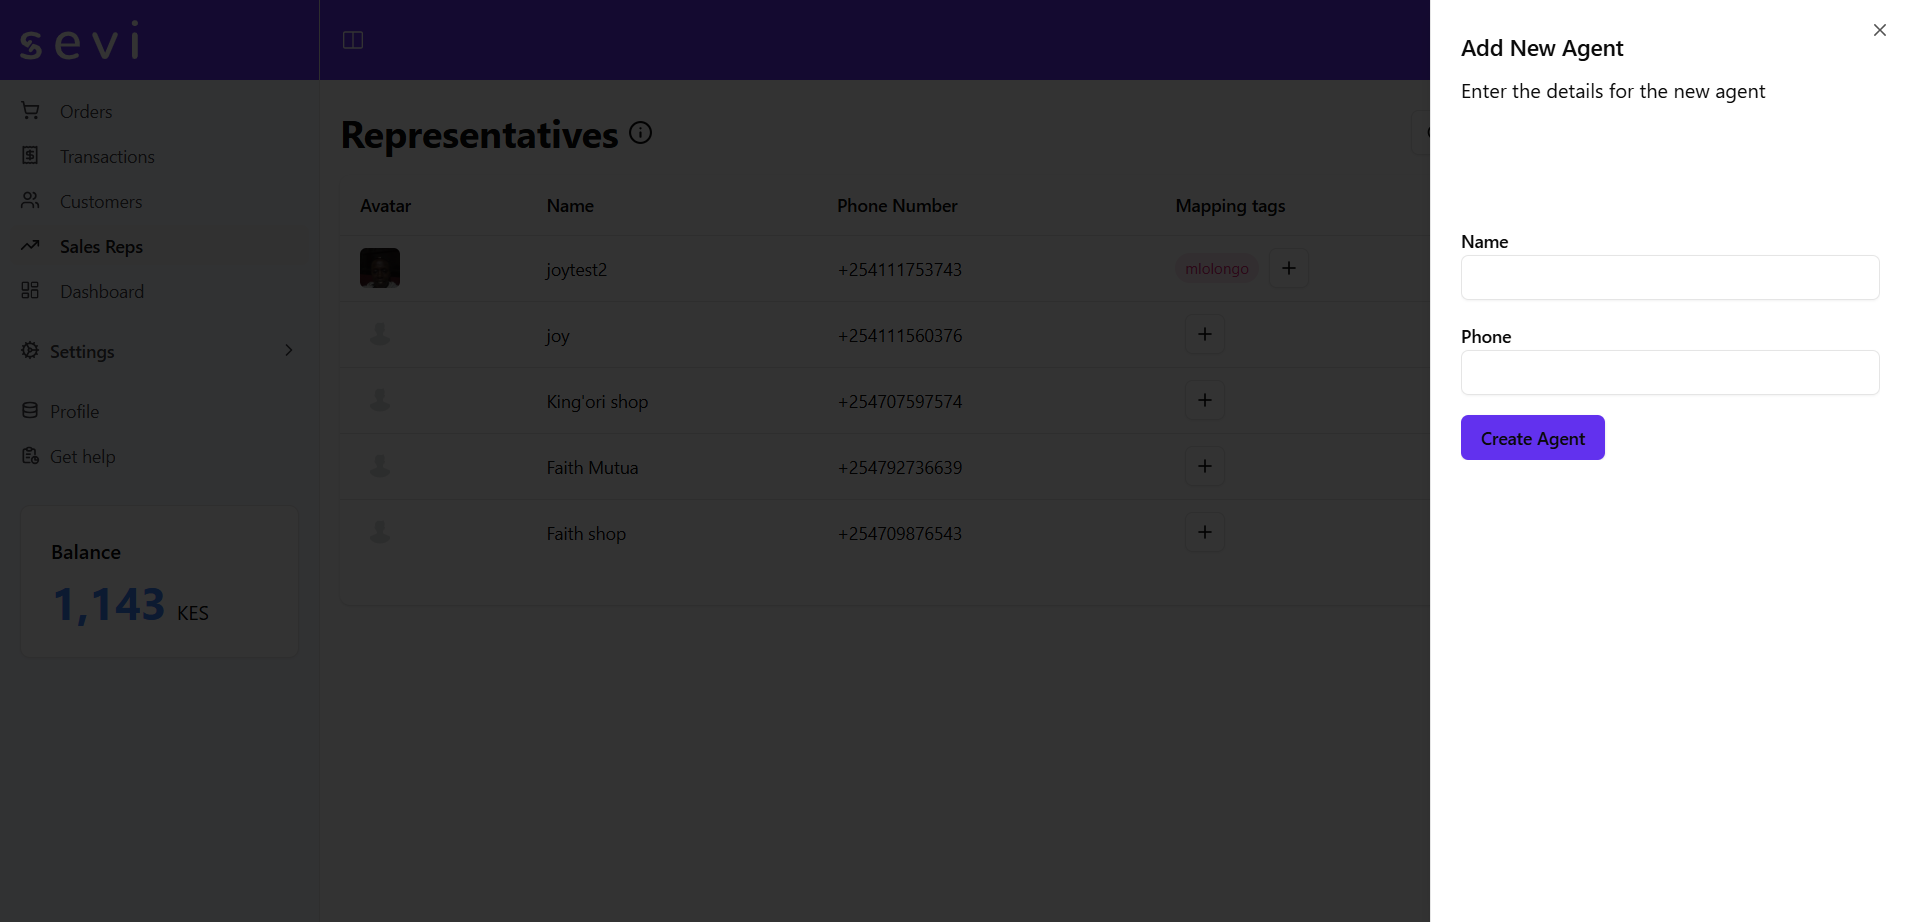 sevi
Orders
Transactions
Customers
Sales Reps
Dashboard
Settings
Profile
Get help
Balance
1,143 KES
Representatives
Avatar Name Phone Number Mapping tags
joytest2 +254111753743 mlolongo
joy +254111560376
King'ori shop +254707597574
Faith Mutua +254792736639
Faith shop +254709876543
Add New Agent
Enter the details for the new agent
Name
Phone
Create Agent